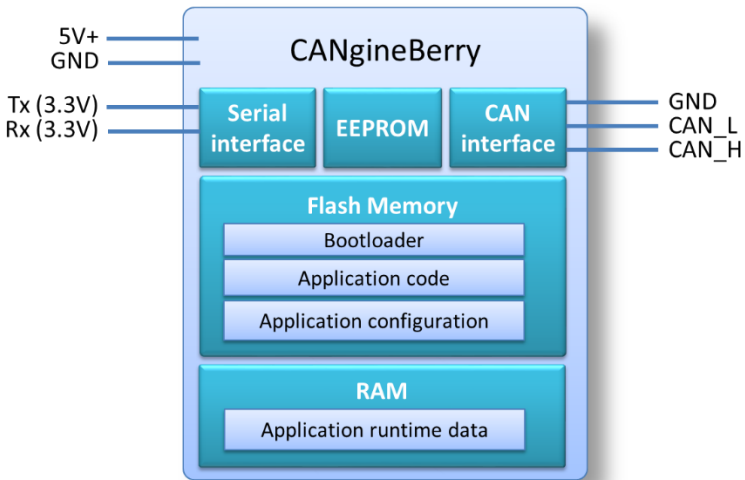 5V+
GND
CANgineBerry
Tx (3.3V)
Rx (3.3V)
Serial
interface
EEPROM
CAN
interface
GND
CAN_L
CAN_H
Flash Memory
Bootloader
Application code
Application configuration
RAM
Application runtime data